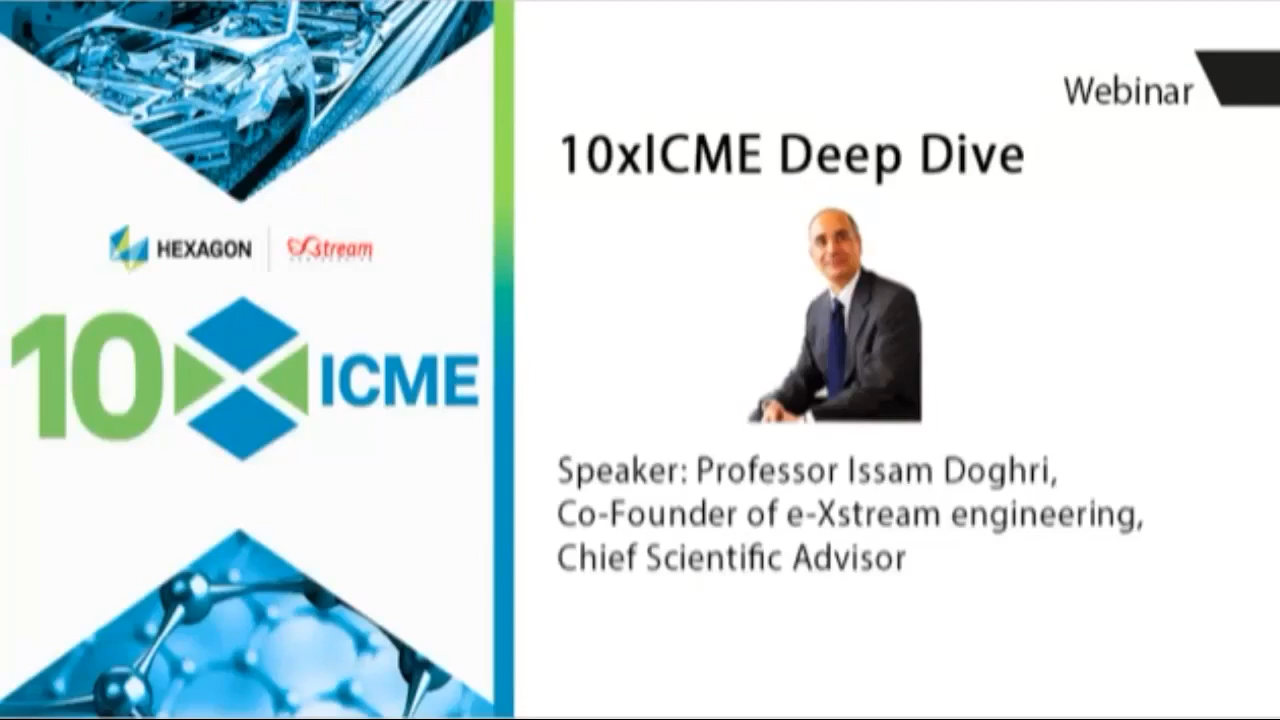 Webinar
10xICME Deep Dive
HEXAGON
Xstream
10 ICME
Speaker: Professor Issam Doghri,
Co-Founder of e-Xstream engineering,
Chief Scientific Advisor